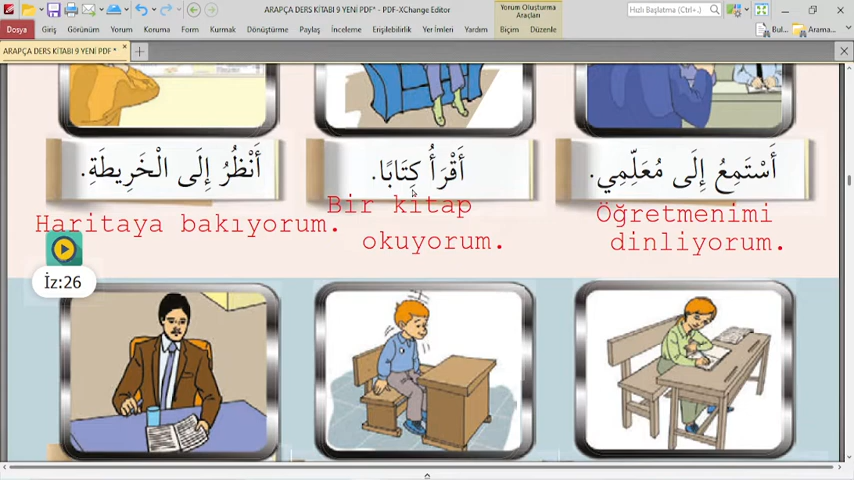 ARAPÇA DERS KİTABI 9 YENİ PDF* - PDF-XChange Editor
Yorum Oluşturma Araçları
Hızlı Başlatma (Ctrl+.)
Dosya Giriş Görünüm Yorum Koruma Form Kurmak Dönüştürme Paylaş İnceleme Erişilebilirlik Yer İmleri Yardım Biçim Düzenle
Bul...
Arama...
ARAPÇA DERS KİTABI 9 YENİ PDF *
أَسْتَمِعُ إِلَى مُعَلِّمِي.
أَقْرَأُ كِتَابًا.
أَنْظُرُ إِلَى الْخَرِيطَةِ.
Öğretmenimi
dinliyorum.
Bir kitap
okuyorum.
Haritaya bakıyorum.
İz:26